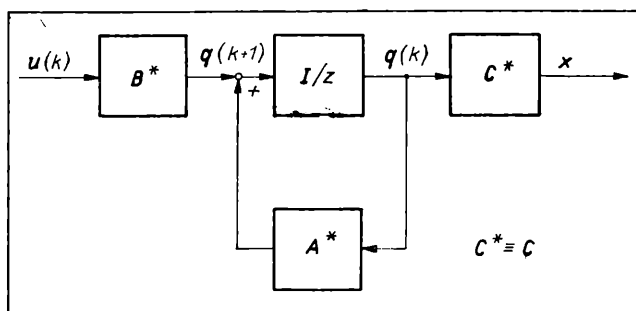 u(k)
B*
q(k+1)
+
I/z
q(k)
C*
x
A*
C* ≡ C